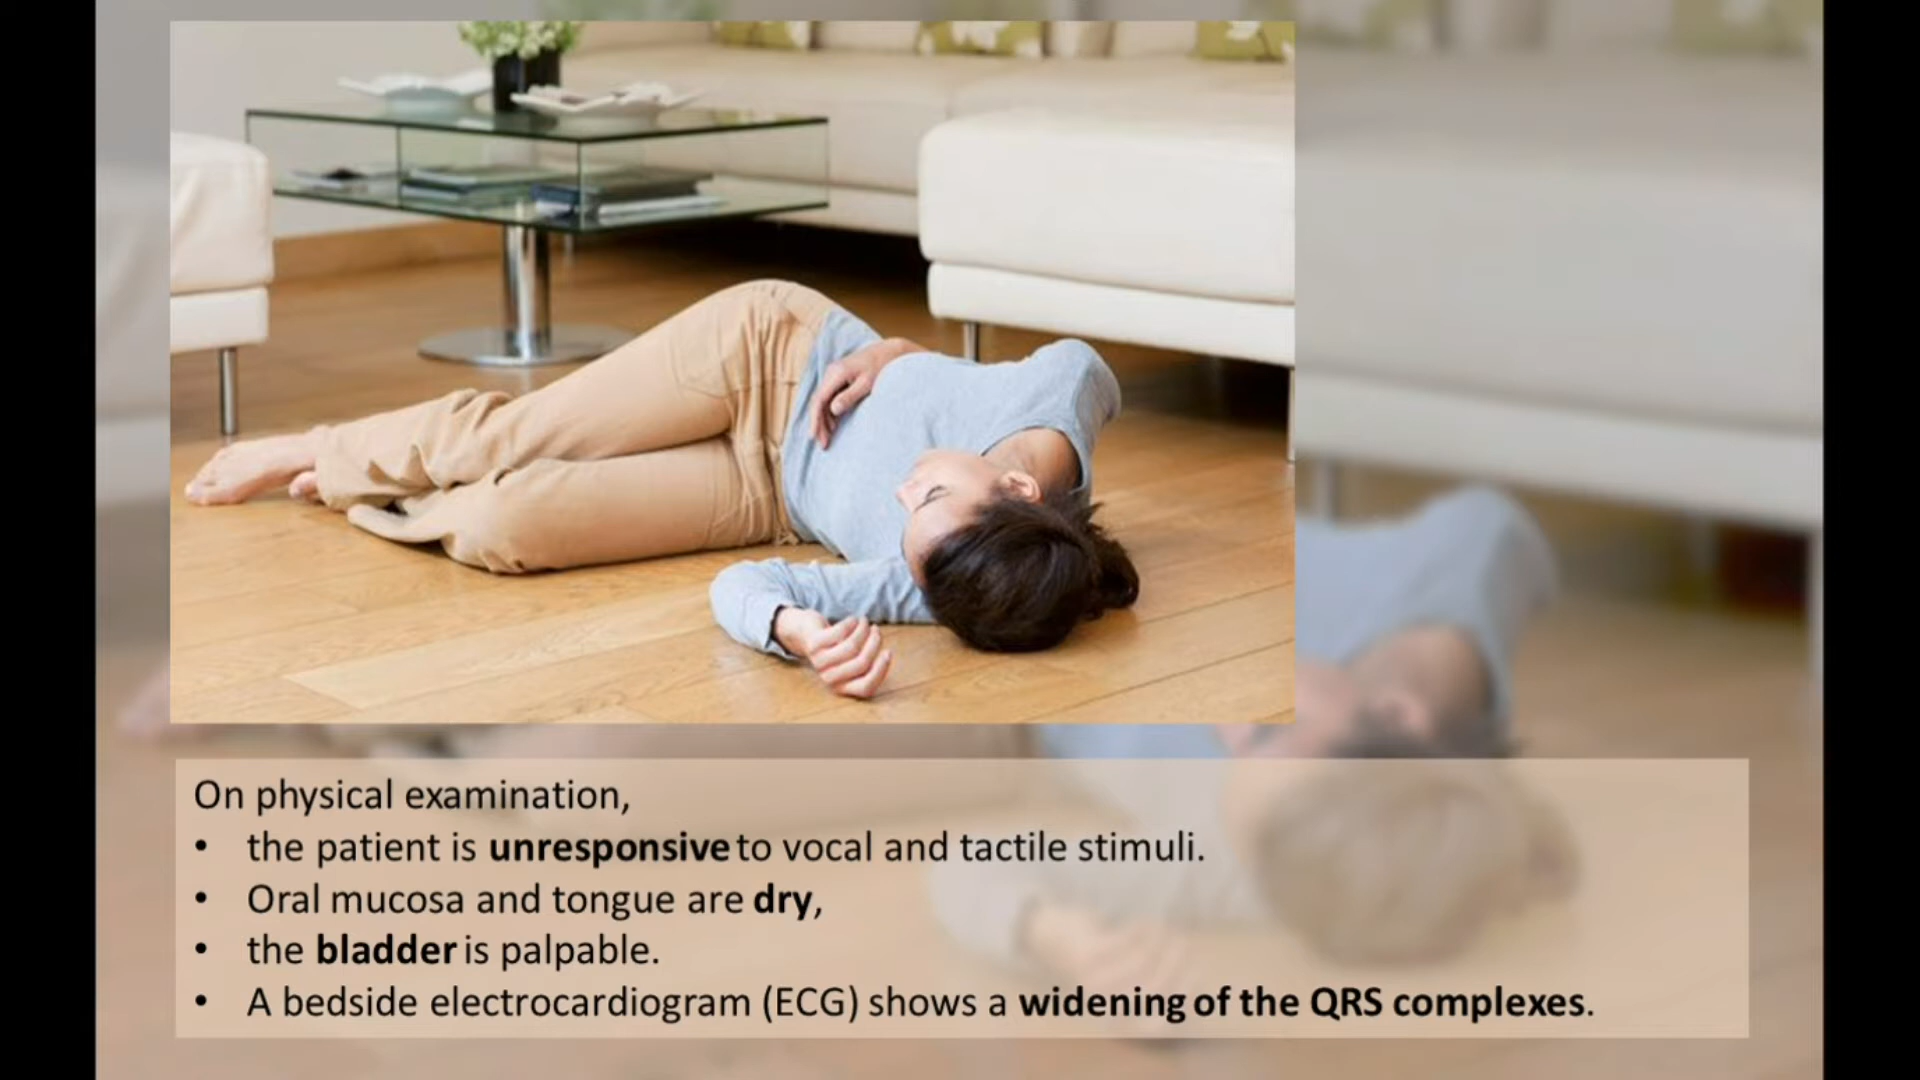 On physical examination,
• the patient is unresponsive to vocal and tactile stimuli.
• Oral mucosa and tongue are dry,
• the bladder is palpable.
• A bedside electrocardiogram (ECG) shows a widening of the QRS complexes.